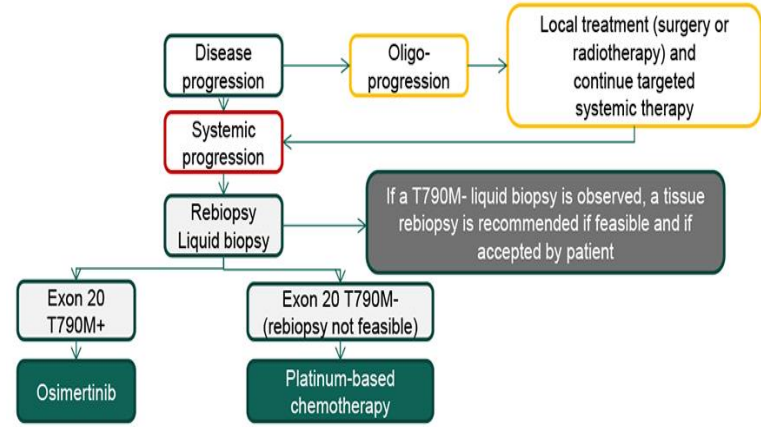 Disease
progression
Oligo-
progression
Local treatment (surgery or
radiotherapy) and
continue targeted
systemic therapy
Systemic
progression
Rebiopsy
Liquid biopsy
If a T790M- liquid biopsy is observed, a tissue
rebiopsy is recommended if feasible and if
accepted by patient
Exon 20
T790M+
Exon 20 T790M-
(rebiopsy not feasible)
Osimertinib
Platinum-based
chemotherapy